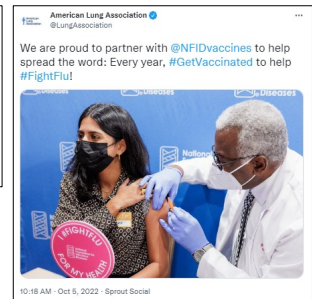 American Lung Association
@LungAssociation
We are proud to partner with @NFIDvaccines to help
spread the word: Every year, #GetVaccinated to help
#FightFlu!
Diseases
Diseases
National
#FIGHTFLU
FOR MY HEALTH
10:18 AM · Oct 5, 2022 · Sprout Social